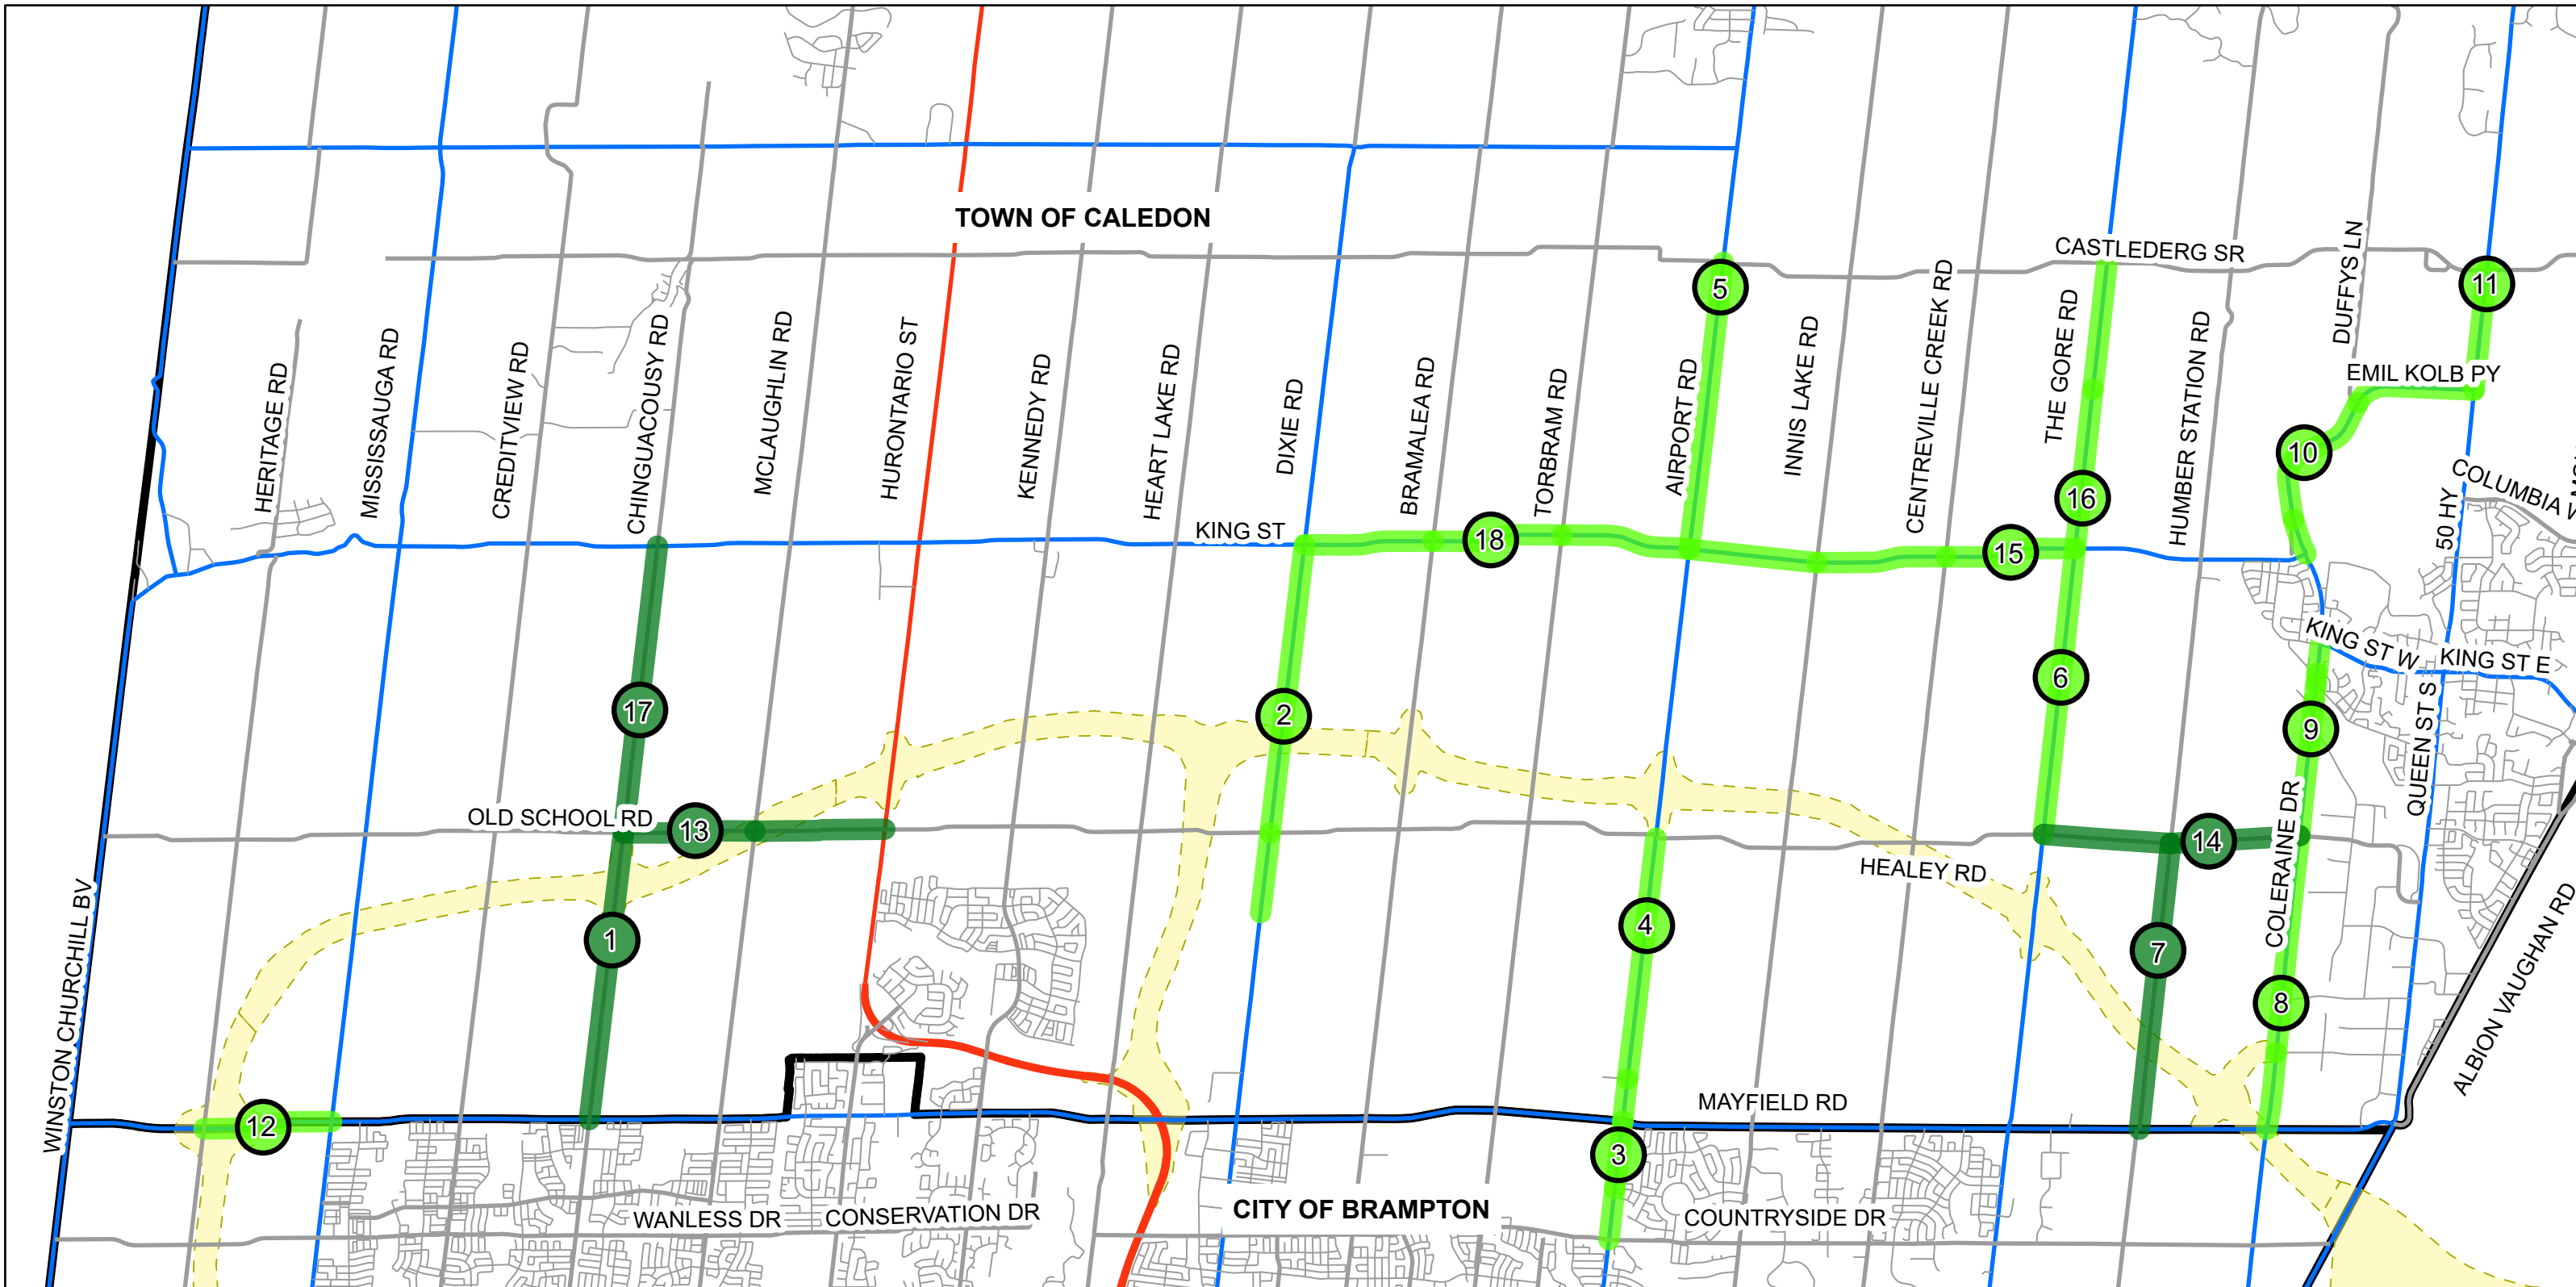 TOWN OF CALEDON
CASTLEDERG SR
DUFFYS LN
5
11
HERITAGE RD
MISSISSAUGA RD
CREDITVIEW RD
CHINGUACOUSY RD
MCLAUGHLIN RD
HURONTARIO ST
KENNEDY RD
HEART LAKE RD
DIXIE RD
BRAMALEA RD
TORBRAM RD
AIRPORT RD
INNIS LAKE RD
CENTREVILLE CREEK RD
THE GORE RD
HUMBER STATION RD
EMIL KOLB PY
10
COLUMBIA
50 HY
16
KING ST
18
15
KING ST W
KING ST E
6
17
2
9
QUEEN ST S
OLD SCHOOL RD
13
14
HEALEY RD
COLERAINE DR
WINSTON CHURCHILL BV
1
4
7
8
ALBION VAUGHAN RD
12
MAYFIELD RD
3
WANLESS DR
CONSERVATION DR
CITY OF BRAMPTON
COUNTRYSIDE DR